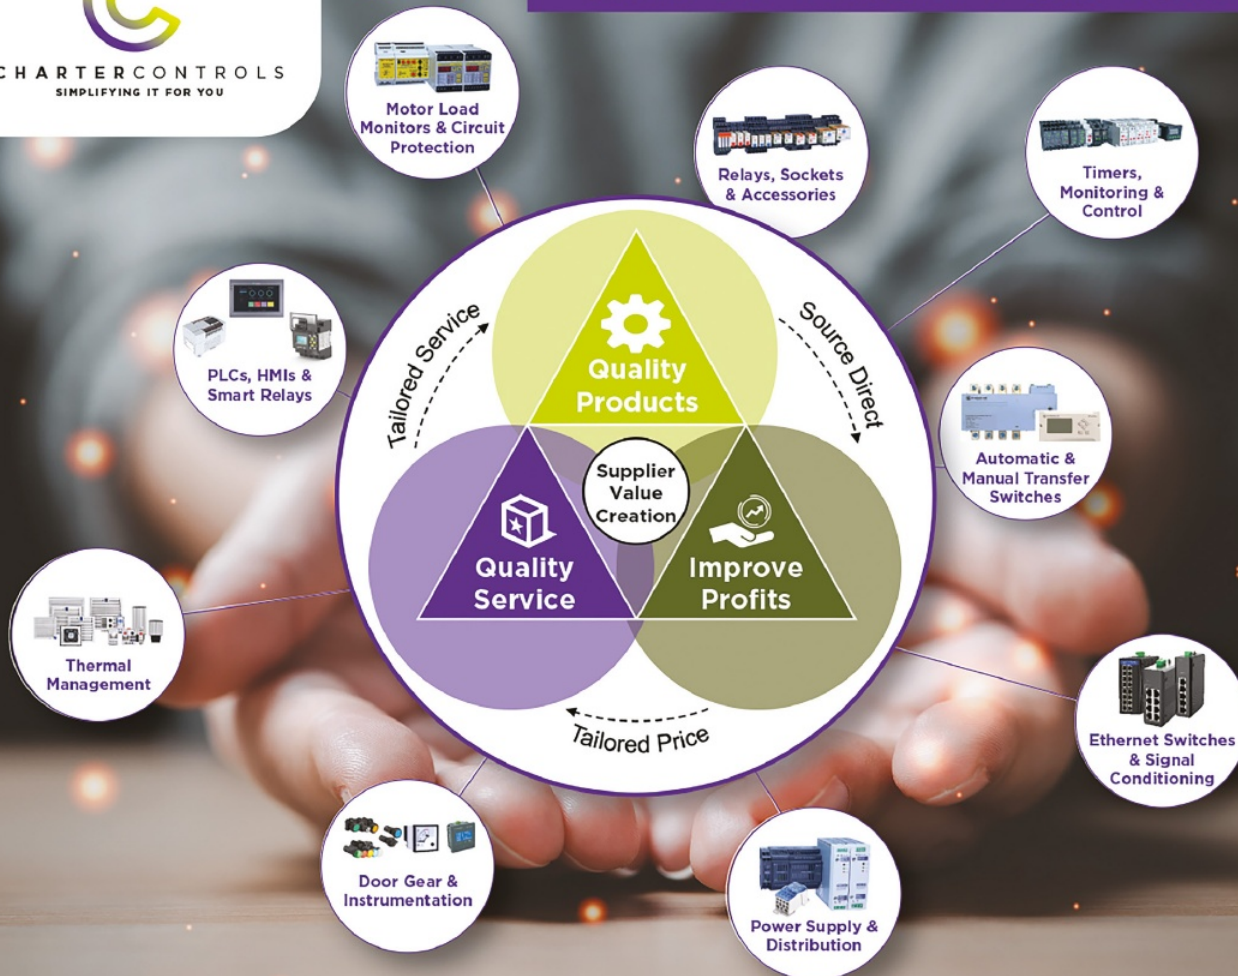 CHARTERCONTROLS
SIMPLIFYING IT FOR YOU
Motor Load
Monitors & Circuit
Protection
Relays, Sockets
& Accessories
Timers,
Monitoring &
Control
PLCs, HMIs &
Smart Relays
Tailored Service
Source Direct
Quality
Products
Automatic &
Manual Transfer
Switches
Supplier
Value
Creation
Quality
Service
Improve
Profits
Thermal
Management
Tailored Price
Ethernet Switches
& Signal
Conditioning
Door Gear &
Instrumentation
Power Supply &
Distribution